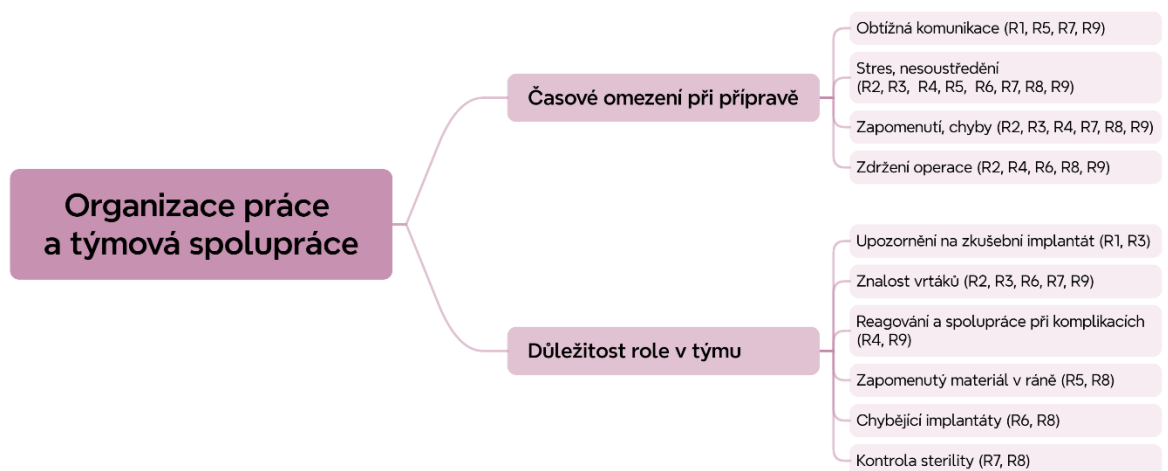 Organizace práce
a týmová spolupráce
Časové omezení při přípravě
Obtížná komunikace (R1, R5, R7, R9)
Stres, nesoustředění
(R2, R3, R4, R5, R6, R7, R8, R9)
Zapomenutí, chyby (R2, R3, R4, R7, R8, R9)
Zdržení operace (R2, R4, R6, R8, R9)
Důležitost role v týmu
Upozornění na zkušební implantát (R1, R3)
Znalost vrtáků (R2, R3, R6, R7, R9)
Reagování a spolupráce při komplikacích
(R4, R9)
Zapomenutý materiál v ráně (R5, R8)
Chybějící implantáty (R6, R8)
Kontrola sterility (R7, R8)